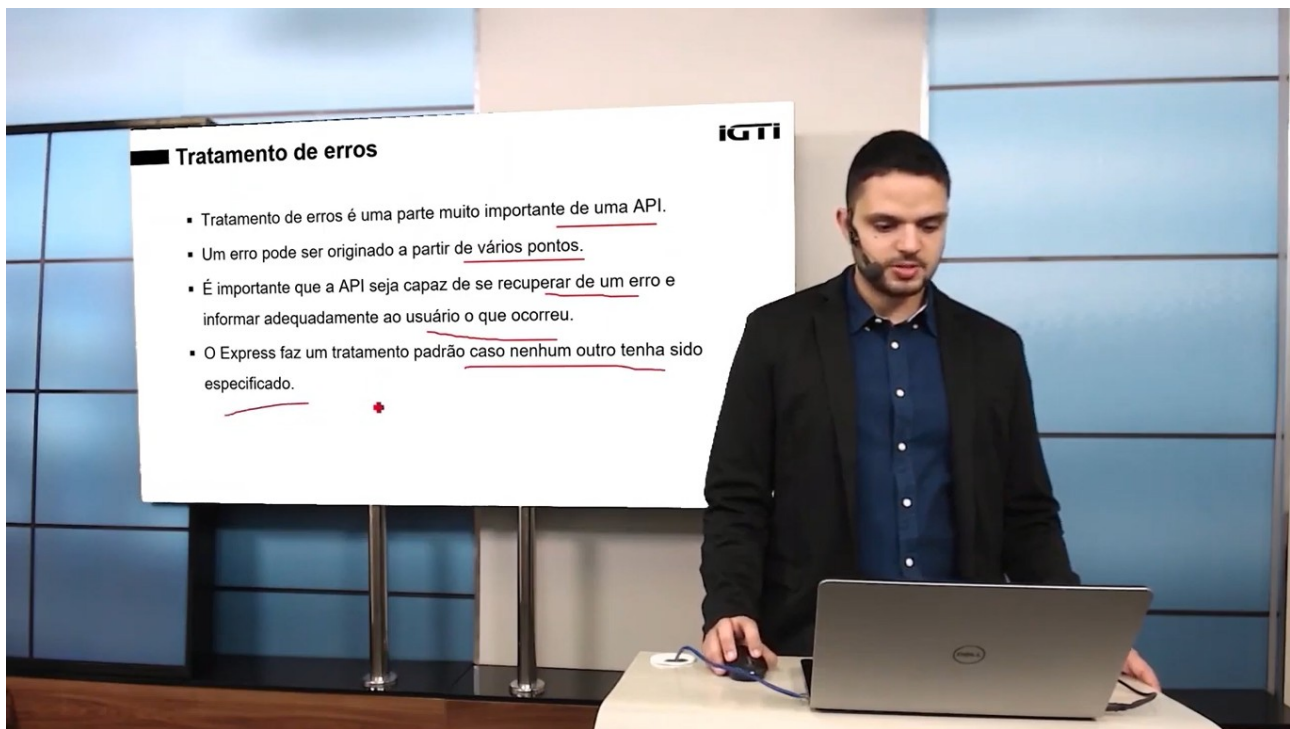 iGTi
Tratamento de erros
▪ Tratamento de erros é uma parte muito importante de uma API.
▪ Um erro pode ser originado a partir de vários pontos.
▪ É importante que a API seja capaz de se recuperar de um erro e
informar adequadamente ao usuário o que ocorreu.
▪ O Express faz um tratamento padrão caso nenhum outro tenha sido
especificado.
DELL